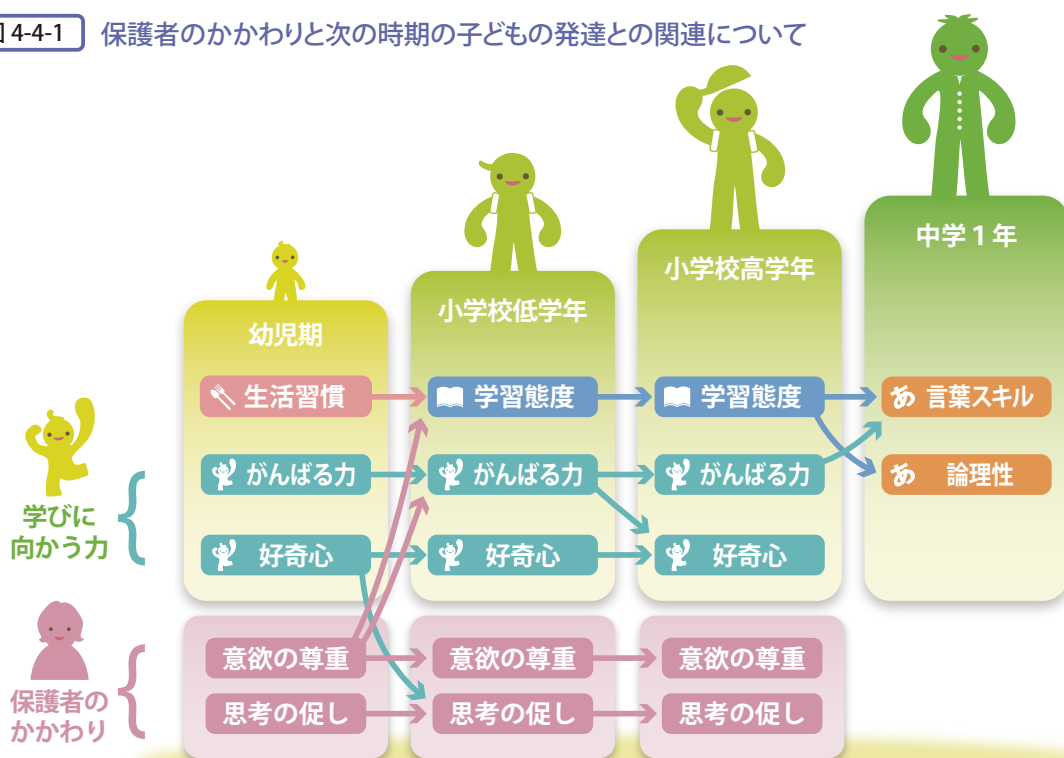 図 4-4-1
保護者のかかわりと次の時期の子どもの発達との関連について
中学1年
小学校高学年
小学校低学年
幼児期
生活習慣
学習態度
学習態度
あ 言葉スキル
がんばる力
がんばる力
がんばる力
あ 論理性
学びに
向かう力
好奇心
好奇心
好奇心
意欲の尊重
意欲の尊重
意欲の尊重
保護者の
かかわり
思考の促し
思考の促し
思考の促し